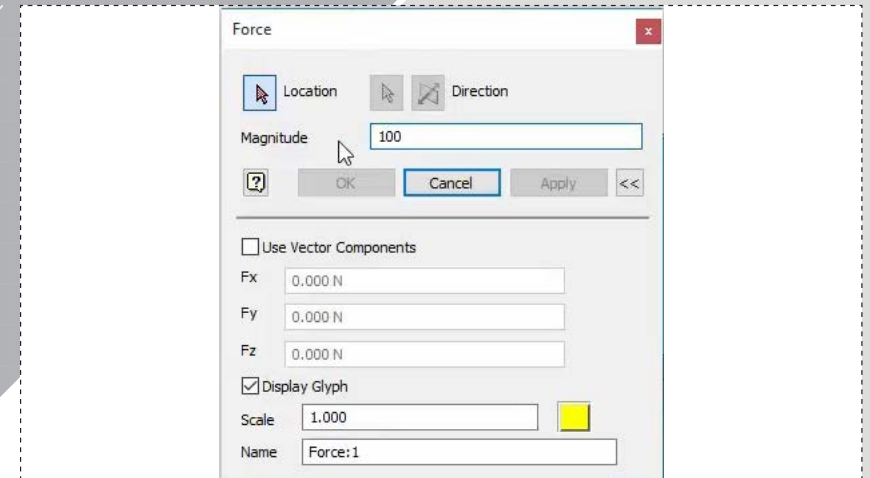 Force
x
Location Direction
Magnitude 100
? OK Cancel Apply <<
Use Vector Components
Fx 0.000 N
Fy 0.000 N
Fz 0.000 N
Display Glyph
Scale 1.000
Name Force:1